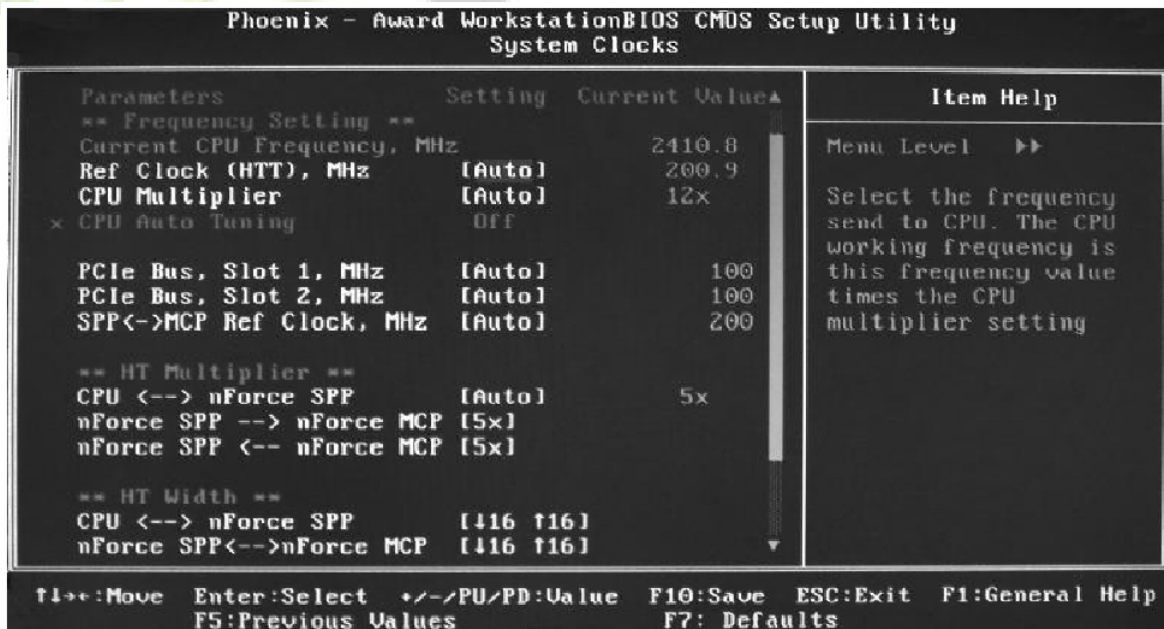 Phoenix - Award WorkstationBIOS CMOS Setup Utility
System Clocks
Parameters Setting Current Value▲
** Frequency Setting **
Current CPU Frequency, MHz 2410.8
Ref Clock (HTT), MHz [Auto] 200.9
CPU Multiplier [Auto] 12x
x CPU Auto Tuning Off
PCIe Bus, Slot 1, MHz [Auto] 100
PCIe Bus, Slot 2, MHz [Auto] 100
SPP<->MCP Ref Clock, MHz [Auto] 200
** HT Multiplier **
CPU <--> nForce SPP [Auto] 5x
nForce SPP --> nForce MCP [5x]
nForce SPP <-- nForce MCP [5x]
** HT Width **
CPU <--> nForce SPP [↓16 ↑16]
nForce SPP<-->nForce MCP [↓16 ↑16] ▼
Item Help
Menu Level ►►
Select the frequency
send to CPU. The CPU
working frequency is
this frequency value
times the CPU
multiplier setting
↑↓→←:Move Enter:Select +/-/PU/PD:Value F10:Save ESC:Exit F1:General Help
F5:Previous Values F7: Defaults